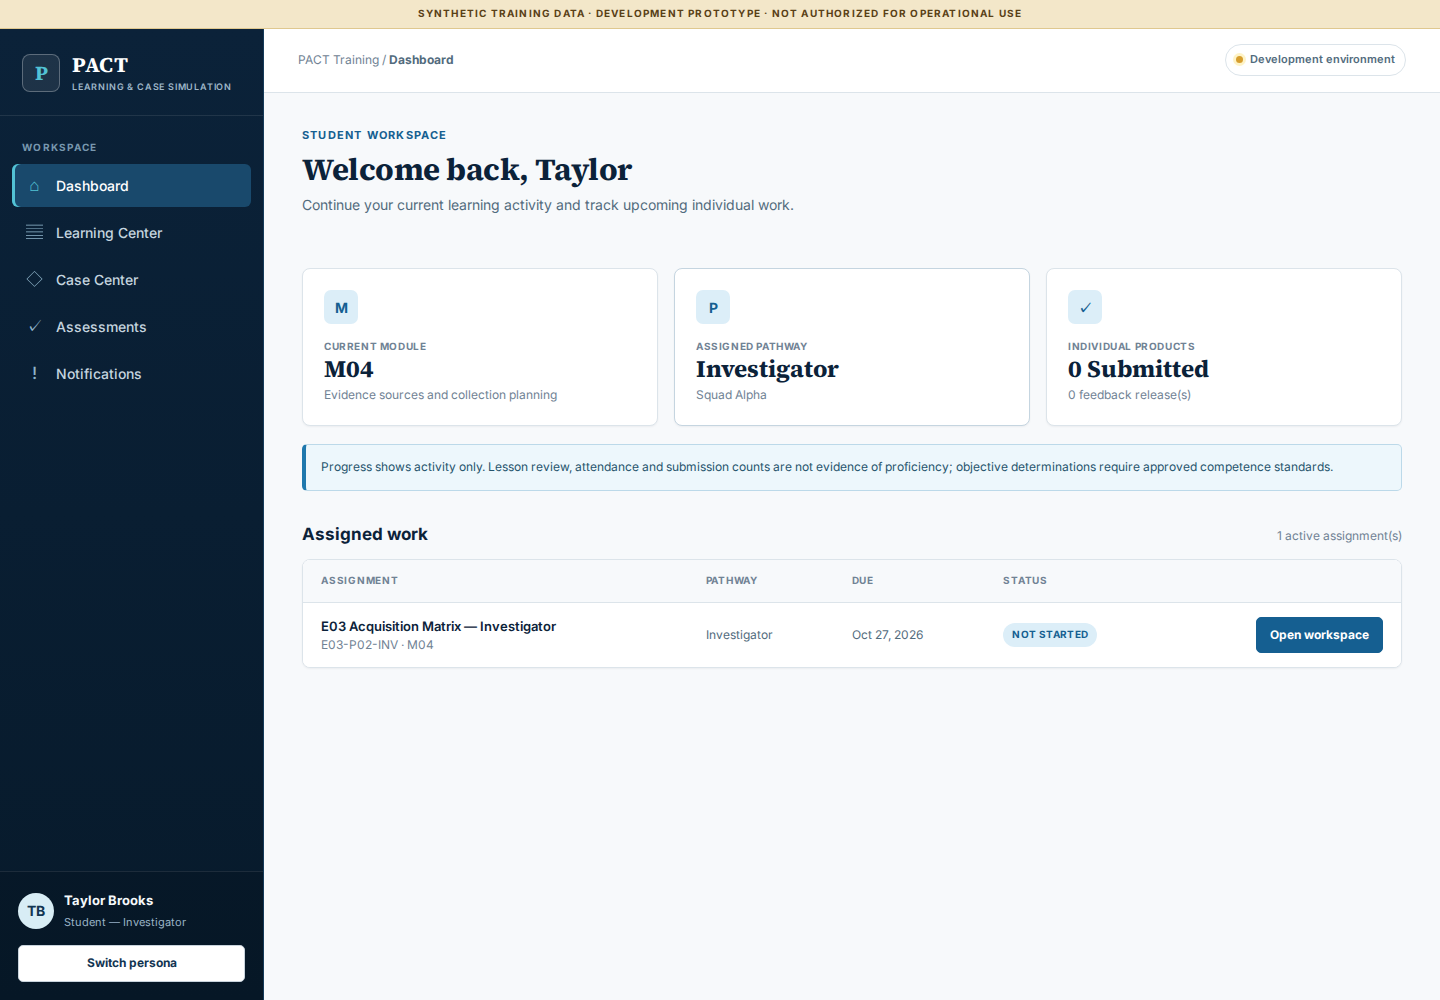 SYNTHETIC TRAINING DATA · DEVELOPMENT PROTOTYPE · NOT AUTHORIZED FOR OPERATIONAL USE
P
PACT
LEARNING & CASE SIMULATION
PACT Training / Dashboard
Development environment
WORKSPACE
Dashboard
Learning Center
Case Center
Assessments
! Notifications
STUDENT WORKSPACE
Welcome back, Taylor
Continue your current learning activity and track upcoming individual work.
M
CURRENT MODULE
M04
Evidence sources and collection planning
P
ASSIGNED PATHWAY
Investigator
Squad Alpha
✓
INDIVIDUAL PRODUCTS
0 Submitted
0 feedback release(s)
Progress shows activity only. Lesson review, attendance and submission counts are not evidence of proficiency; objective determinations require approved competence standards.
Assigned work
1 active assignment(s)
ASSIGNMENT PATHWAY DUE STATUS
E03 Acquisition Matrix — Investigator
E03-P02-INV · M04
Investigator
Oct 27, 2026
NOT STARTED
Open workspace
TB
Taylor Brooks
Student — Investigator
Switch persona